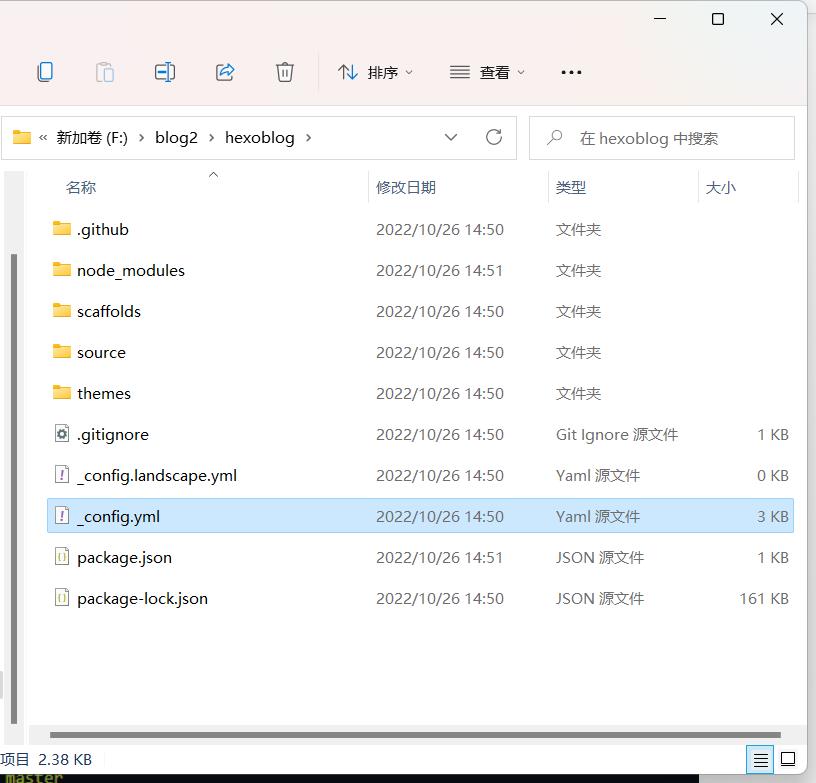 排序 查看
« 新加卷 (F:) › blog2 › hexoblog › 在 hexoblog 中搜索
名称 修改日期 类型 大小
.github 2022/10/26 14:50 文件夹
node_modules 2022/10/26 14:51 文件夹
scaffolds 2022/10/26 14:50 文件夹
source 2022/10/26 14:50 文件夹
themes 2022/10/26 14:50 文件夹
.gitignore 2022/10/26 14:50 Git Ignore 源文件 1 KB
_config.landscape.yml 2022/10/26 14:50 Yaml 源文件 0 KB
_config.yml 2022/10/26 14:50 Yaml 源文件 3 KB
package.json 2022/10/26 14:51 JSON 源文件 1 KB
package-lock.json 2022/10/26 14:50 JSON 源文件 161 KB
项目 2.38 KB
master